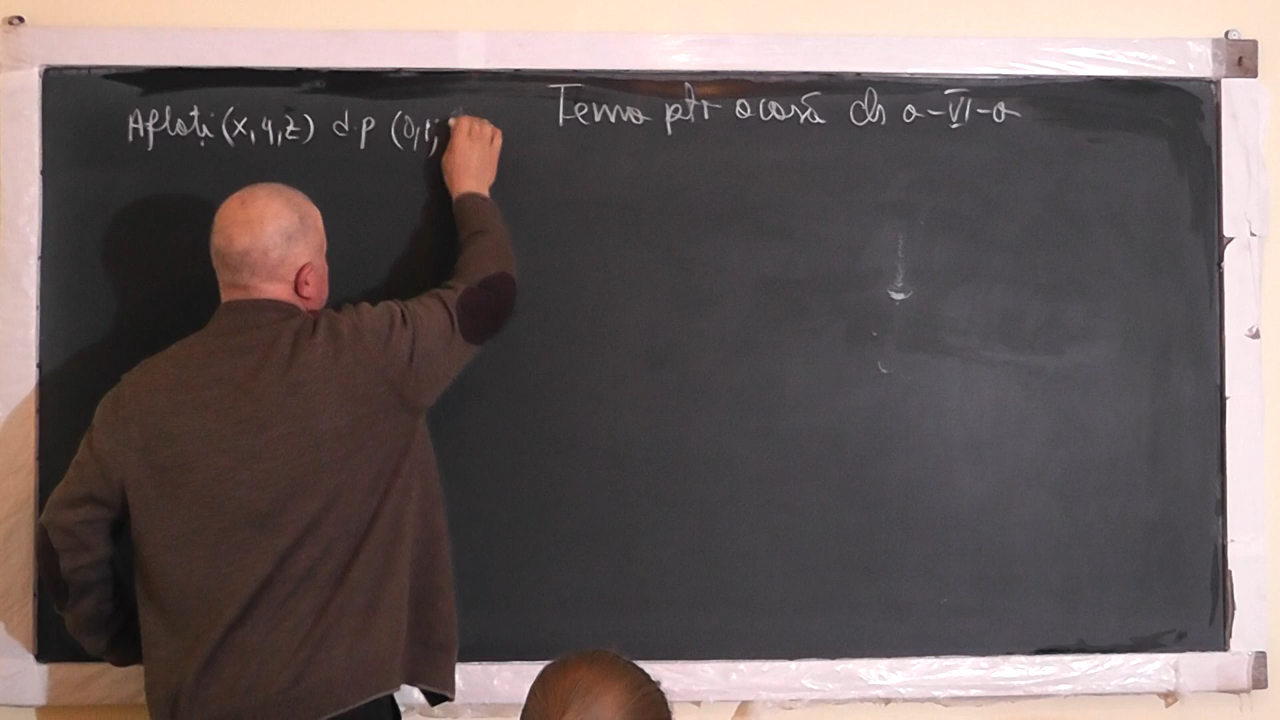 Aflați (x,y,z) d.p (0,1;
Tema ptr acasă cls a-VI-a